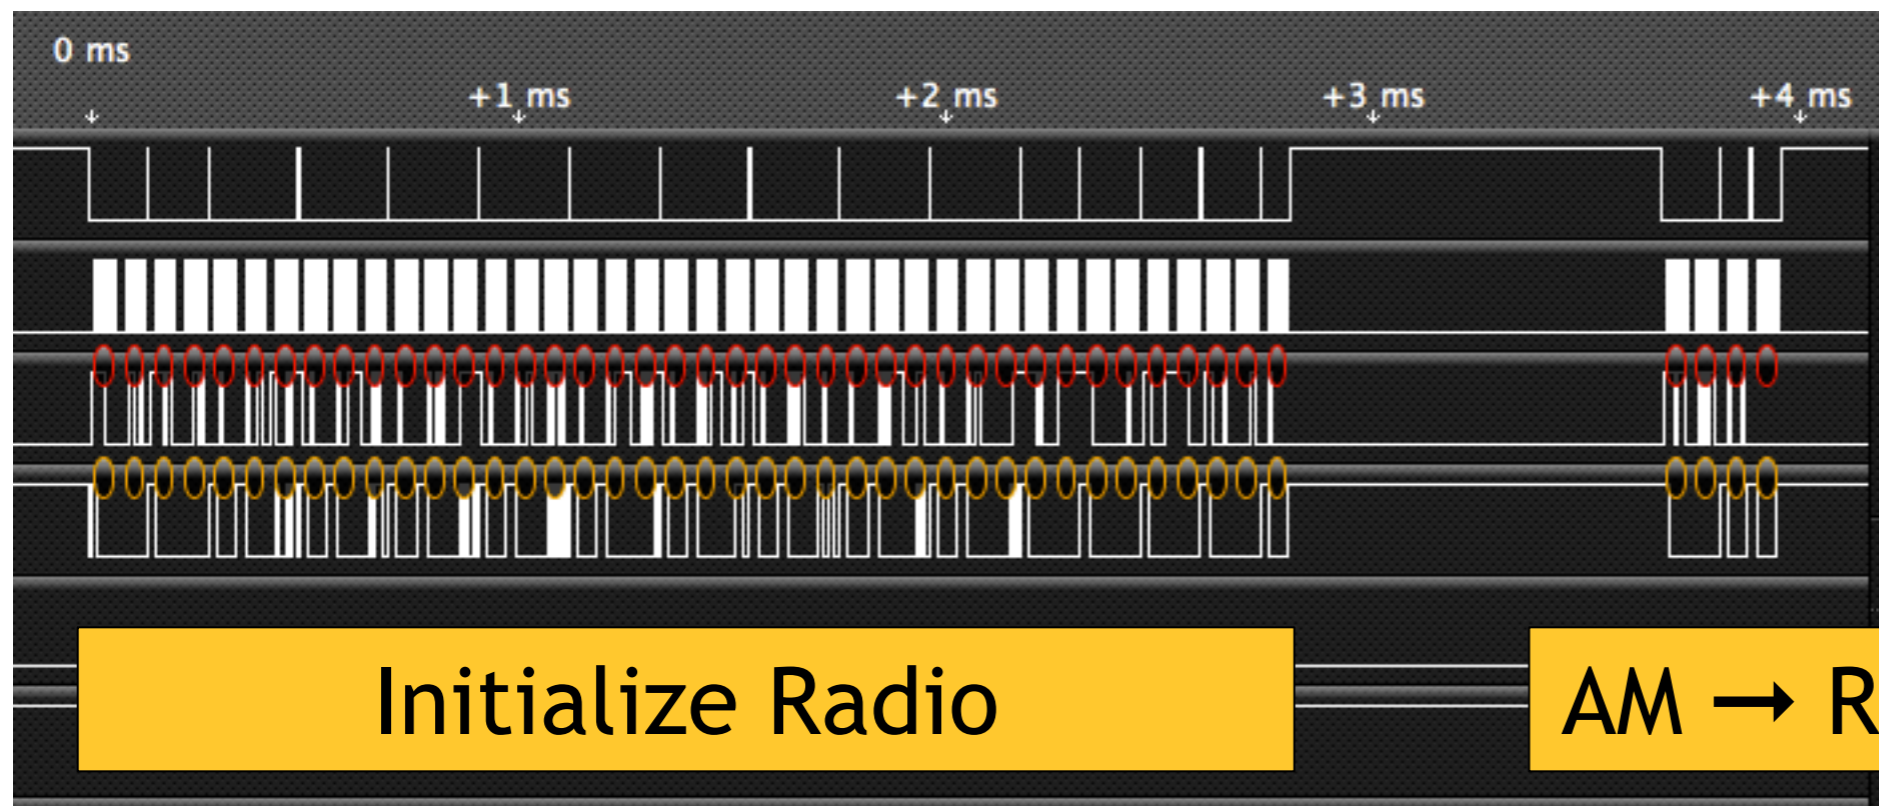 0 ms
+1 ms
+2 ms
+3 ms
+4 ms
Initialize Radio
AM → R